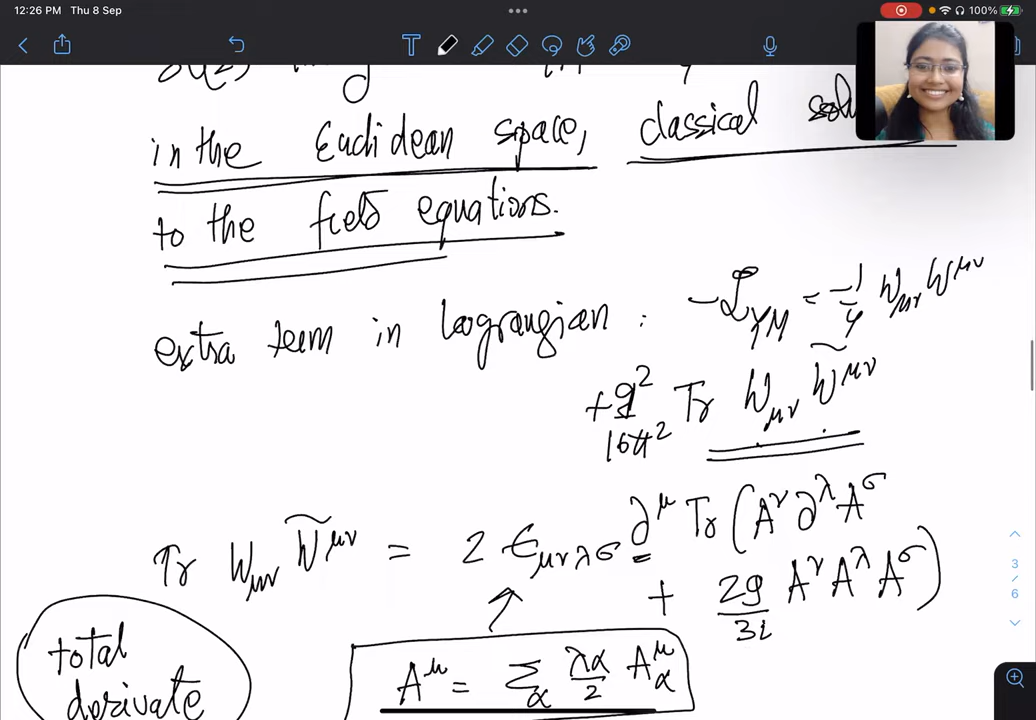 12:26 PM Thu 8 Sep
100%
in the Euclidean space, classical
to the field equations.
extra term in Lagrangian : -ℒ_YM = -1/4 W_μν W^μν
+ g²/16π² Tr W_μν W̃^μν
Tr W_μν W̃^μν = 2 ε_μνλσ ∂^μ Tr (A^ν ∂^λ A^σ
+ 2g/3i A^ν A^λ A^σ)
total
derivate
A^μ = Σ_α λα/2 A^μ_α
3
/
6